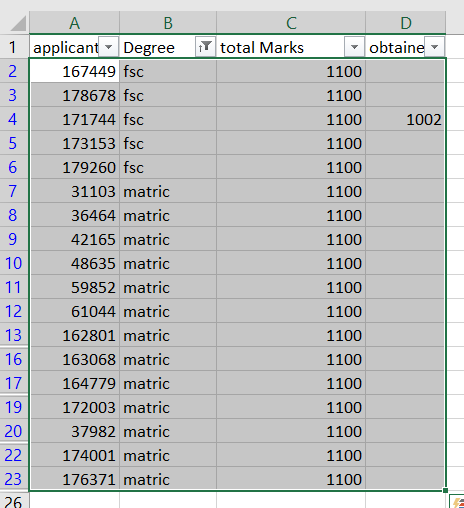 A B C D
1 applicant Degree total Marks obtaine
2 167449 fsc 1100
3 178678 fsc 1100
4 171744 fsc 1100 1002
5 173153 fsc 1100
6 179260 fsc 1100
7 31103 matric 1100
8 36464 matric 1100
9 42165 matric 1100
10 48635 matric 1100
11 59852 matric 1100
12 61044 matric 1100
13 162801 matric 1100
16 163068 matric 1100
17 164779 matric 1100
19 172003 matric 1100
20 37982 matric 1100
22 174001 matric 1100
23 176371 matric 1100
26